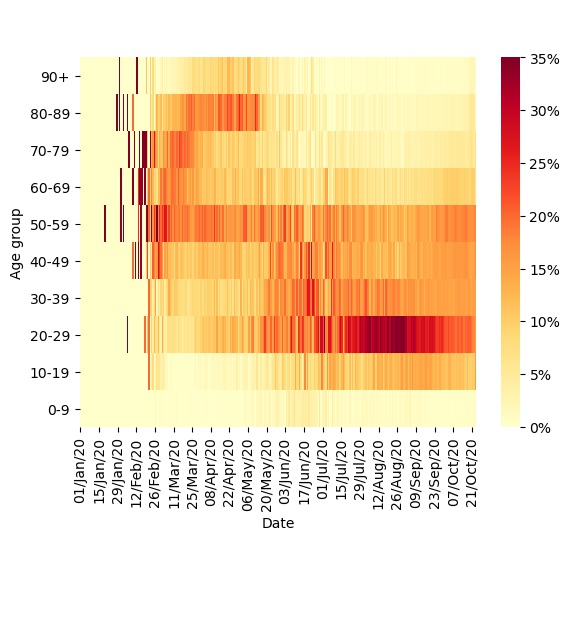 Age group
90+
80-89
70-79
60-69
50-59
40-49
30-39
20-29
10-19
0-9
01/Jan/20
15/Jan/20
29/Jan/20
12/Feb/20
26/Feb/20
11/Mar/20
25/Mar/20
08/Apr/20
22/Apr/20
06/May/20
20/May/20
03/Jun/20
17/Jun/20
01/Jul/20
15/Jul/20
29/Jul/20
12/Aug/20
26/Aug/20
09/Sep/20
23/Sep/20
07/Oct/20
21/Oct/20
Date
35%
30%
25%
20%
15%
10%
5%
0%